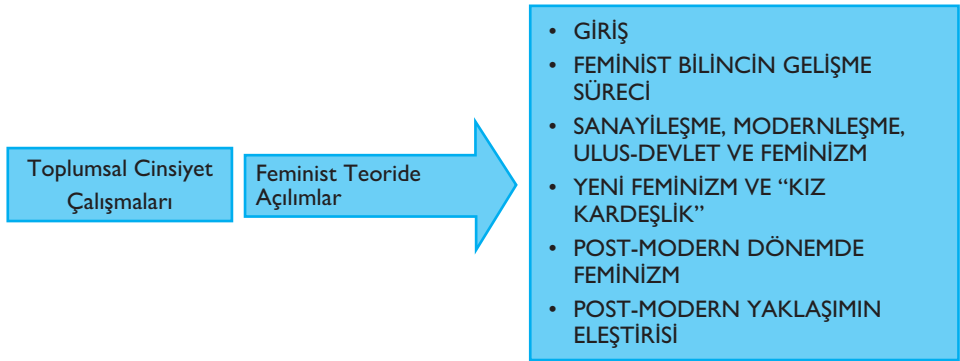 Toplumsal Cinsiyet
Çalışmaları
Feminist Teoride
Açılımlar
• GİRİŞ
• FEMİNİST BİLİNCİN GELİŞME
SÜRECİ
• SANAYİLEŞME, MODERNLEŞME,
ULUS-DEVLET VE FEMİNİZM
• YENİ FEMİNİZM VE “KIZ
KARDEŞLİK”
• POST-MODERN DÖNEMDE
FEMİNİZM
• POST-MODERN YAKLAŞIMIN
ELEŞTİRİSİ